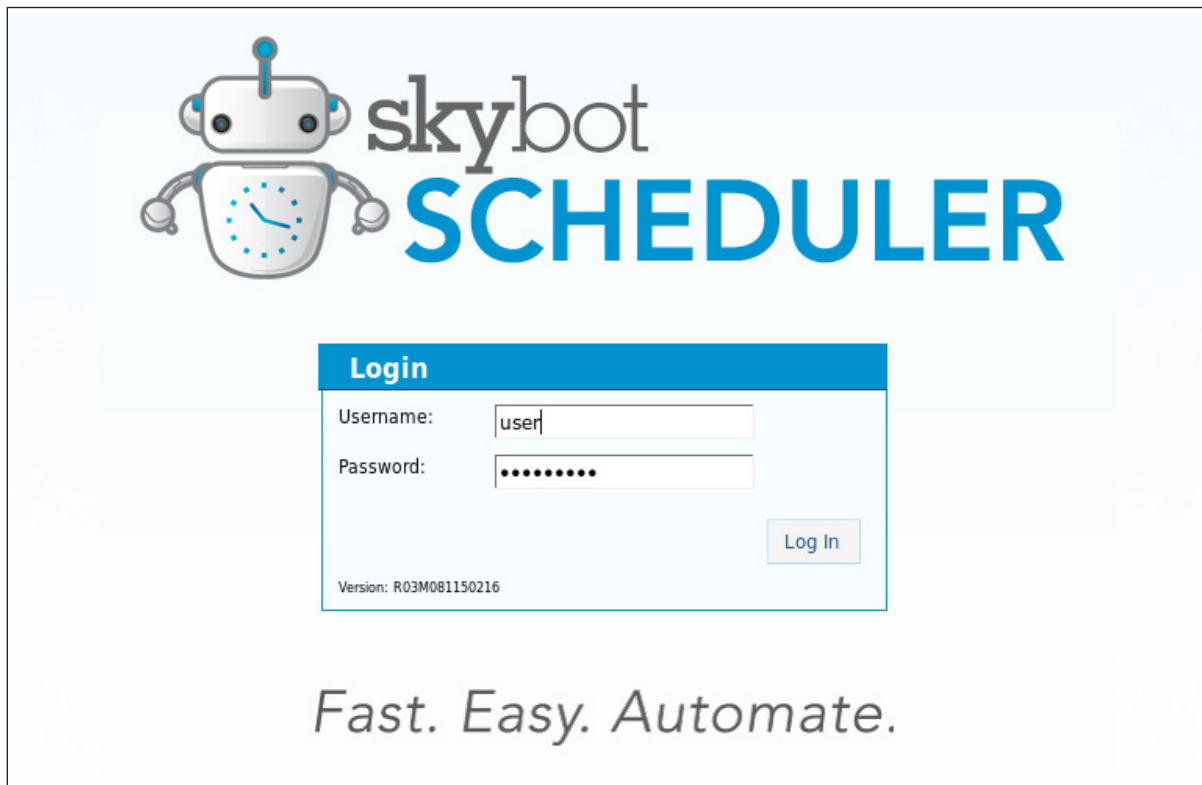 skybot
SCHEDULER
Login
Username: user
Password: •••••••••
Log In
Version: R03M081150216
Fast. Easy. Automate.